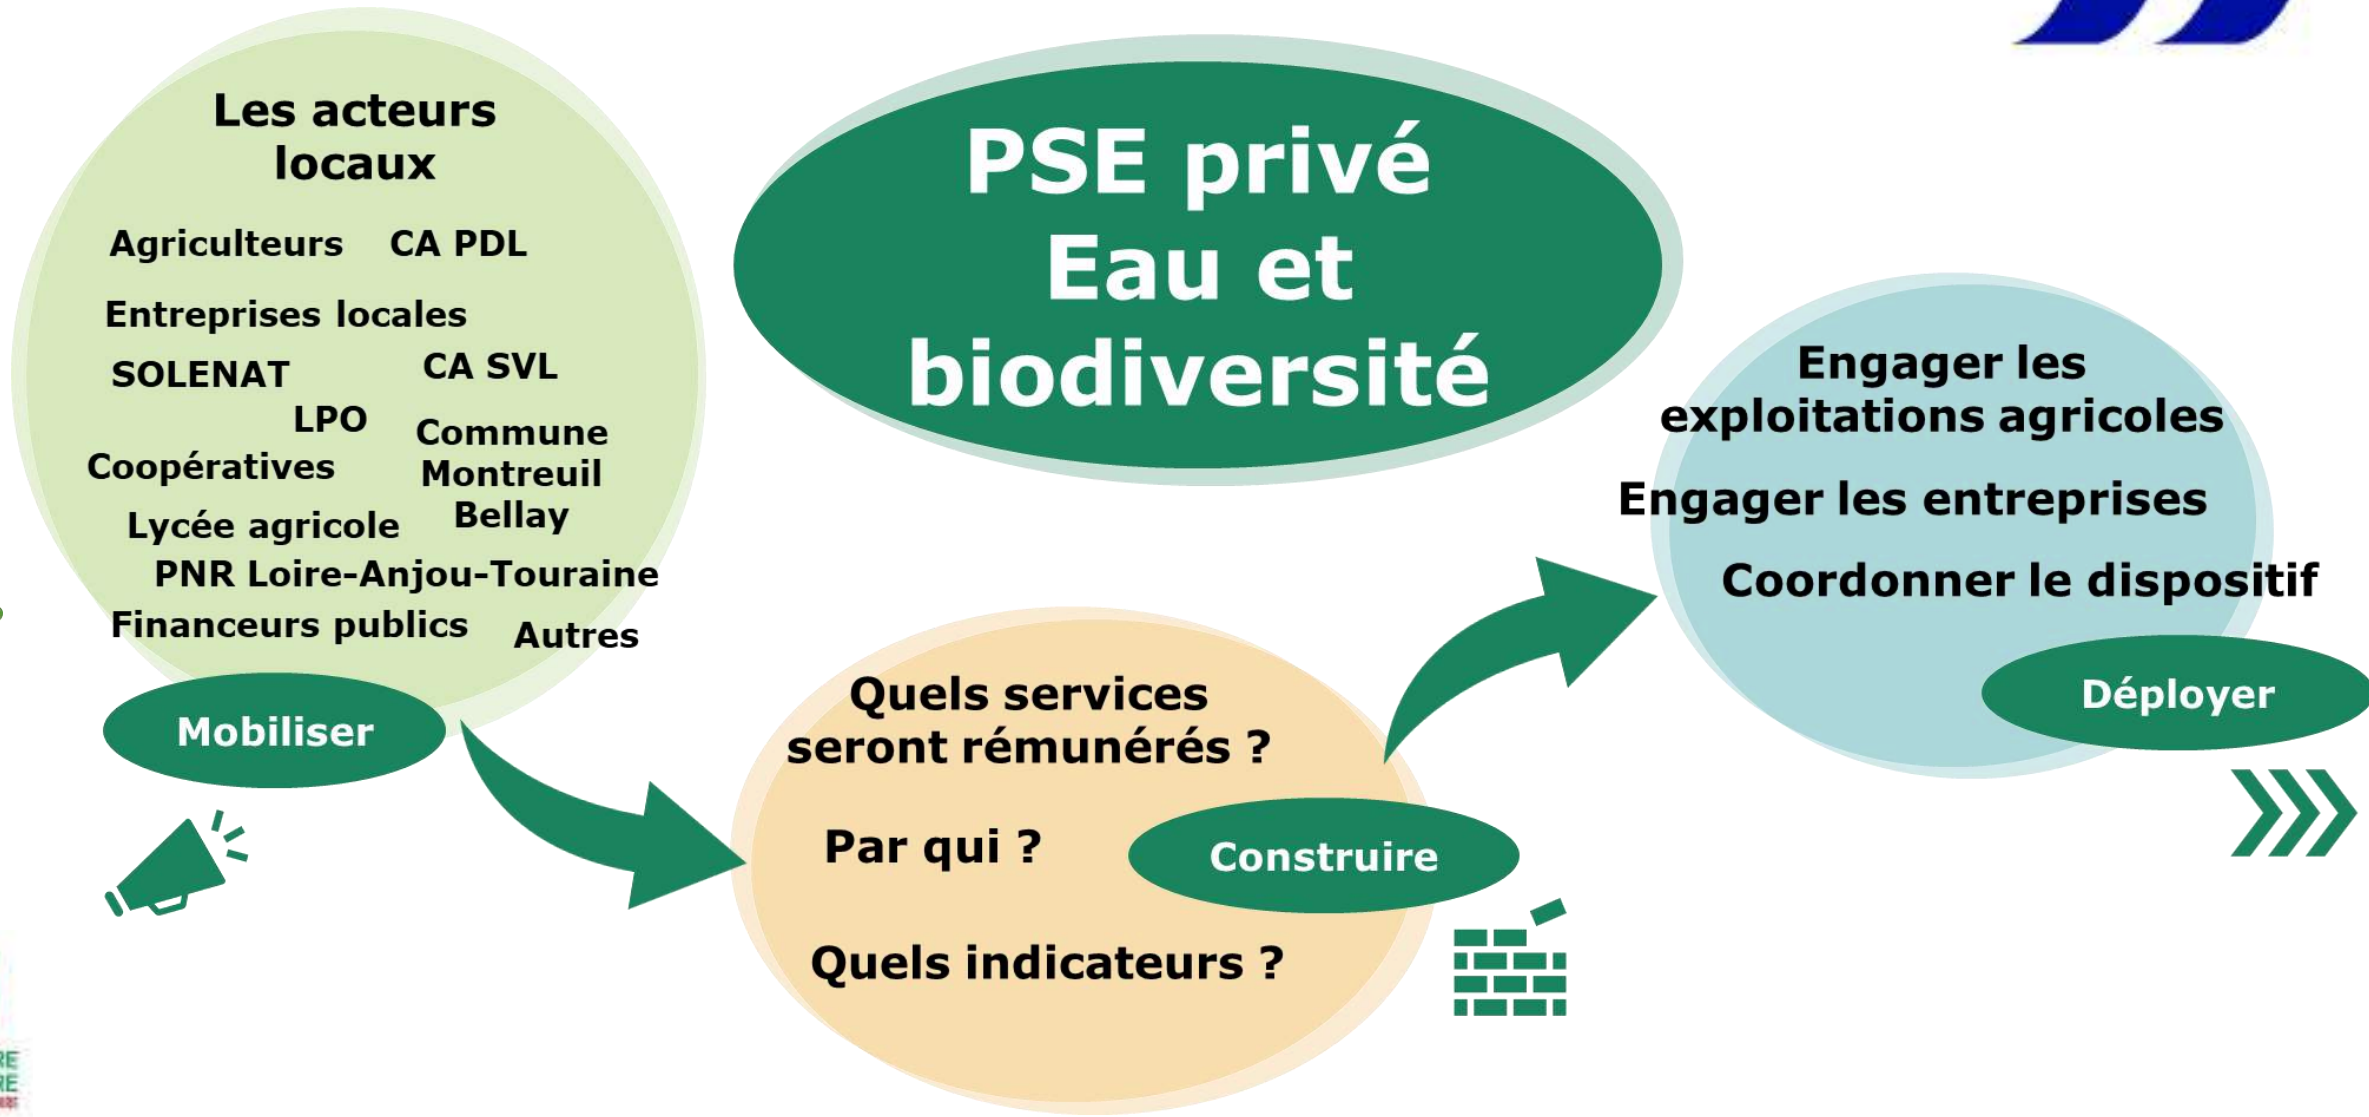 Les acteurs
locaux
Agriculteurs
CA PDL
Entreprises locales
SOLENAT
CA SVL
LPO
Commune
Montreuil
Bellay
Coopératives
Lycée agricole
PNR Loire-Anjou-Touraine
Financeurs publics
Autres
Mobiliser
PSE privé
Eau et
biodiversité
Quels services
seront rémunérés ?
Par qui ?
Construire
Quels indicateurs ?
Engager les
exploitations agricoles
Engager les entreprises
Coordonner le dispositif
Déployer